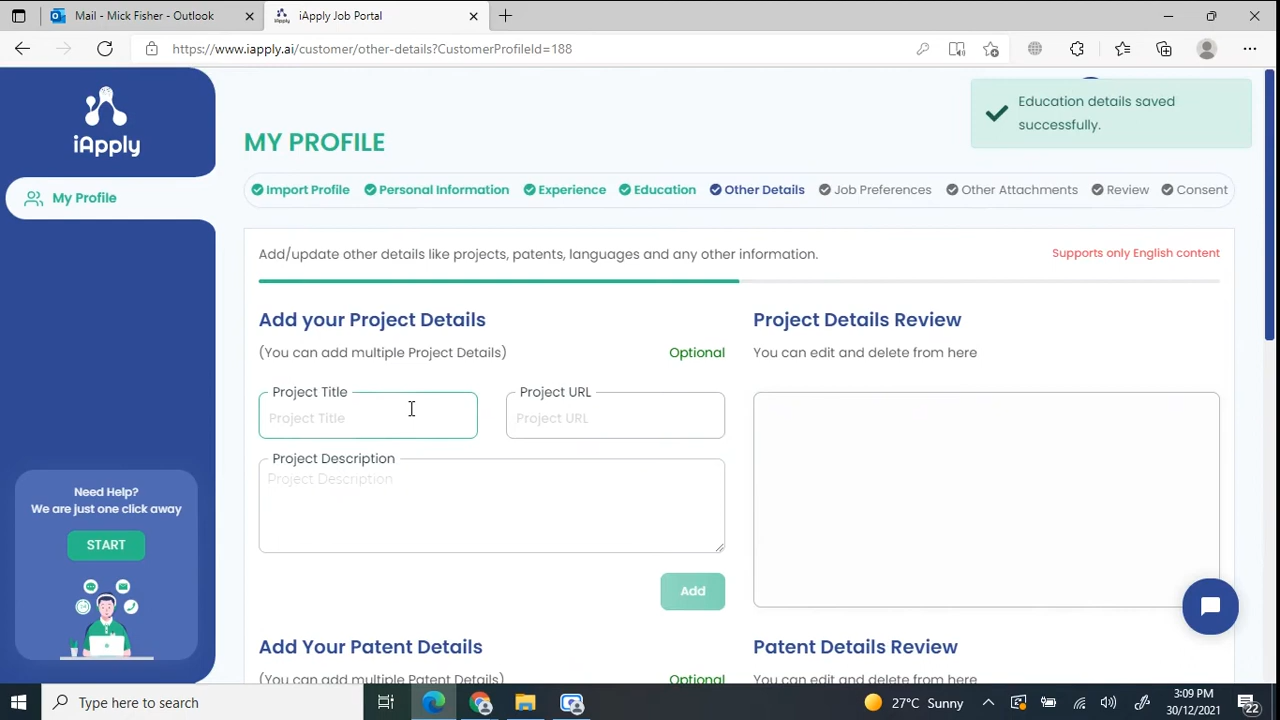 Mail - Mick Fisher - Outlook
iApply Job Portal
https://www.iapply.ai/customer/other-details?CustomerProfileId=188
iApply
My Profile
Education details saved
successfully.
MY PROFILE
Import Profile
Personal Information
Experience
Education
Other Details
Job Preferences
Other Attachments
Review
Consent
Add/update other details like projects, patents, languages and any other information.
Supports only English content
Add your Project Details
(You can add multiple Project Details)
Optional
Project Title
Project Title
Project URL
Project URL
Project Description
Project Description
Add
Project Details Review
You can edit and delete from here
Add Your Patent Details
(You can add multiple Patent Details)
Optional
Patent Details Review
You can edit and delete from here
Need Help?
We are just one click away
START
Type here to search
27°C Sunny
3:09 PM
30/12/2021
22